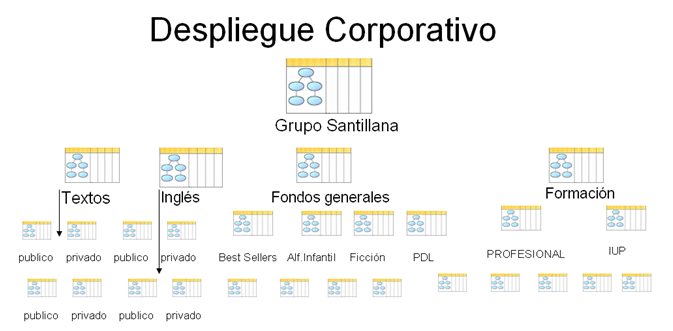 Despliegue Corporativo
Grupo Santillana
Textos Inglés Fondos generales Formación
publico privado publico privado Best Sellers Alf.Infantil Ficción PDL PROFESIONAL IUP
publico privado publico privado